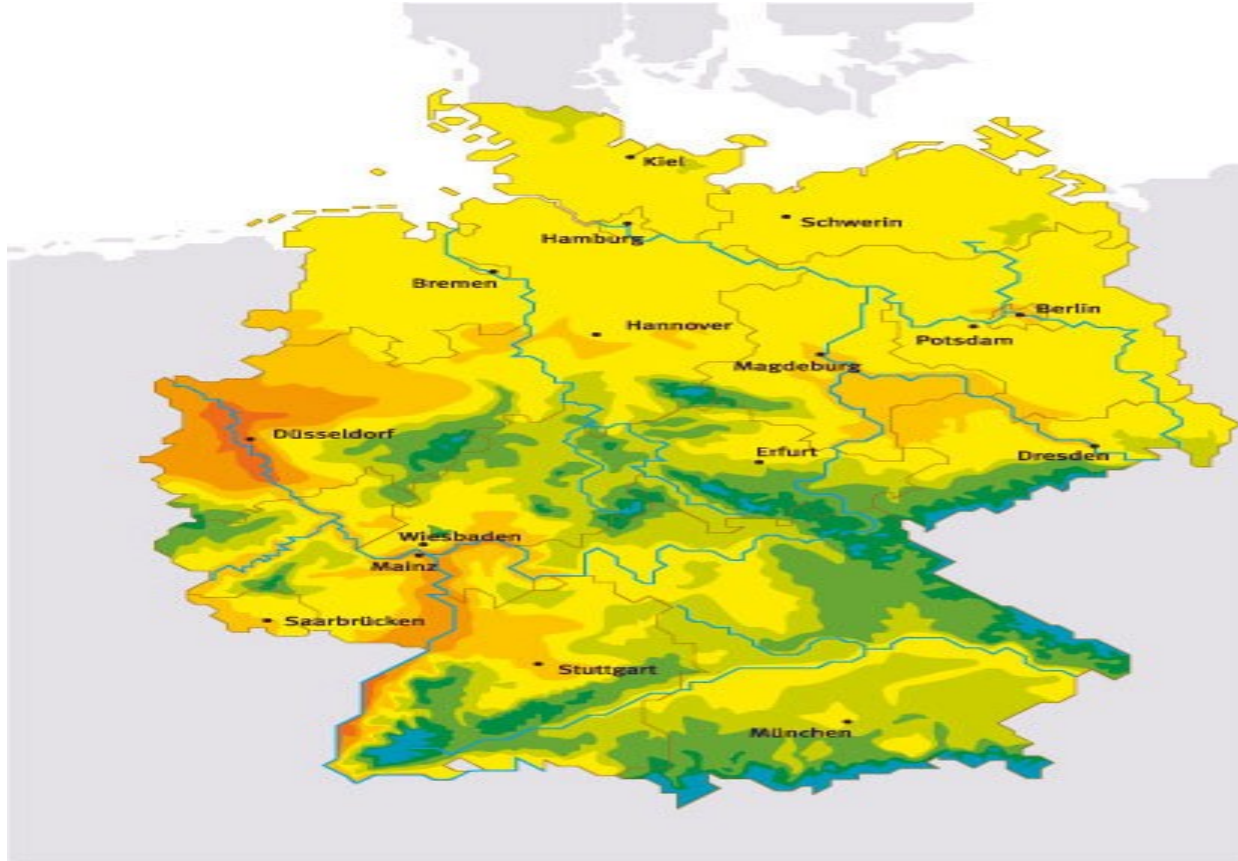 Kiel
Schwerin
Hamburg
Bremen
Berlin
Hannover
Potsdam
Magdeburg
Düsseldorf
Erfurt
Dresden
Wiesbaden
Mainz
Saarbrücken
Stuttgart
München